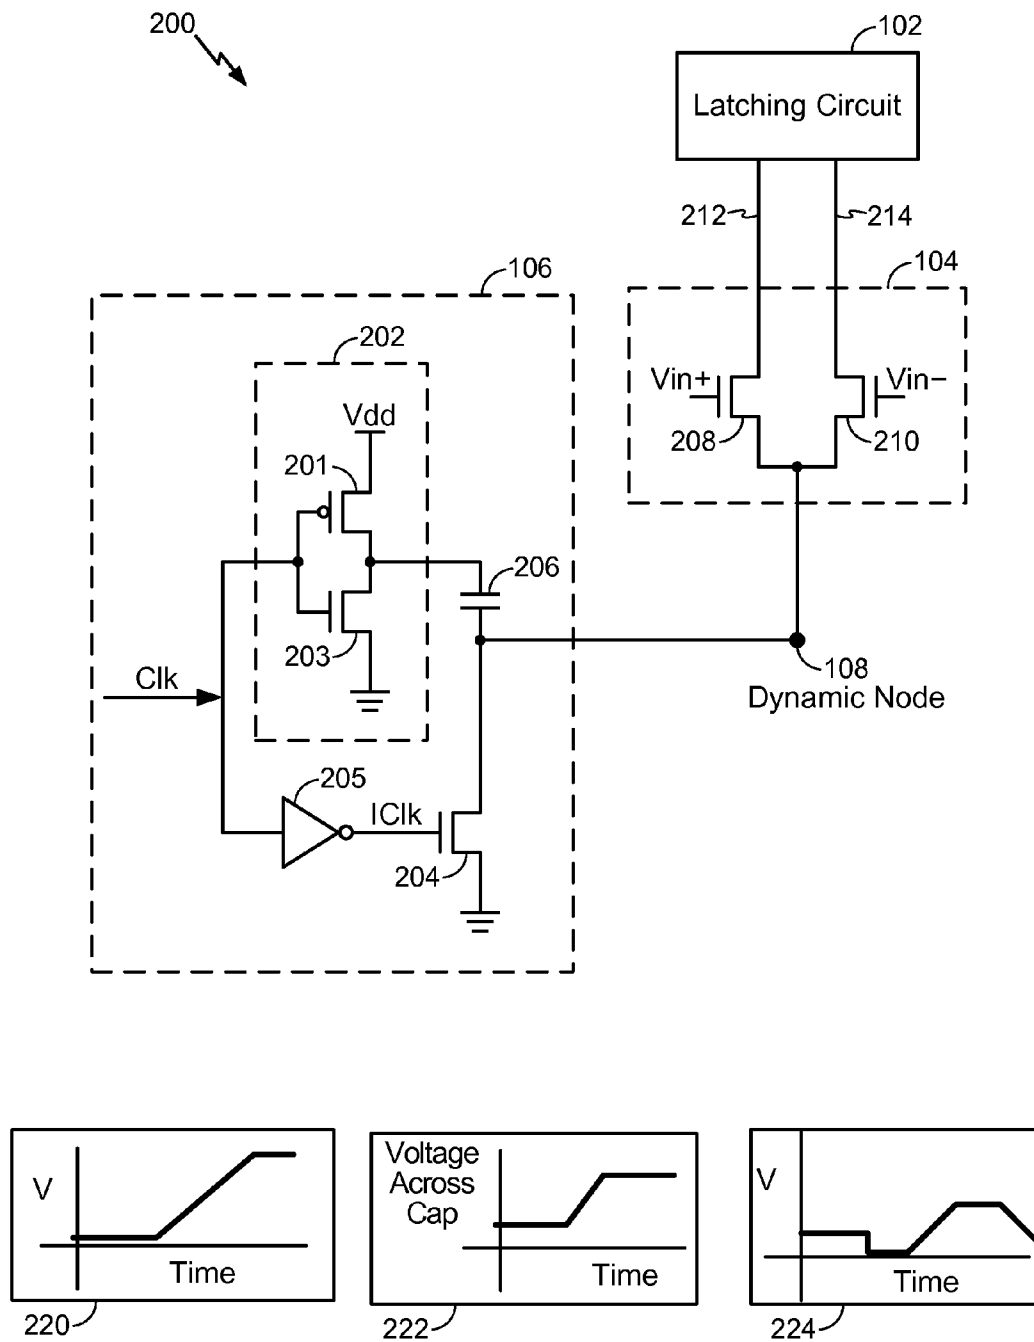 200
102
Latching Circuit
212
214
106
104
202
Vdd
Vin+
Vin−
208
210
201
206
203
Clk
108
Dynamic Node
205
IClk
204
V
Time
220
Voltage
Across
Cap
Time
222
V
Time
224